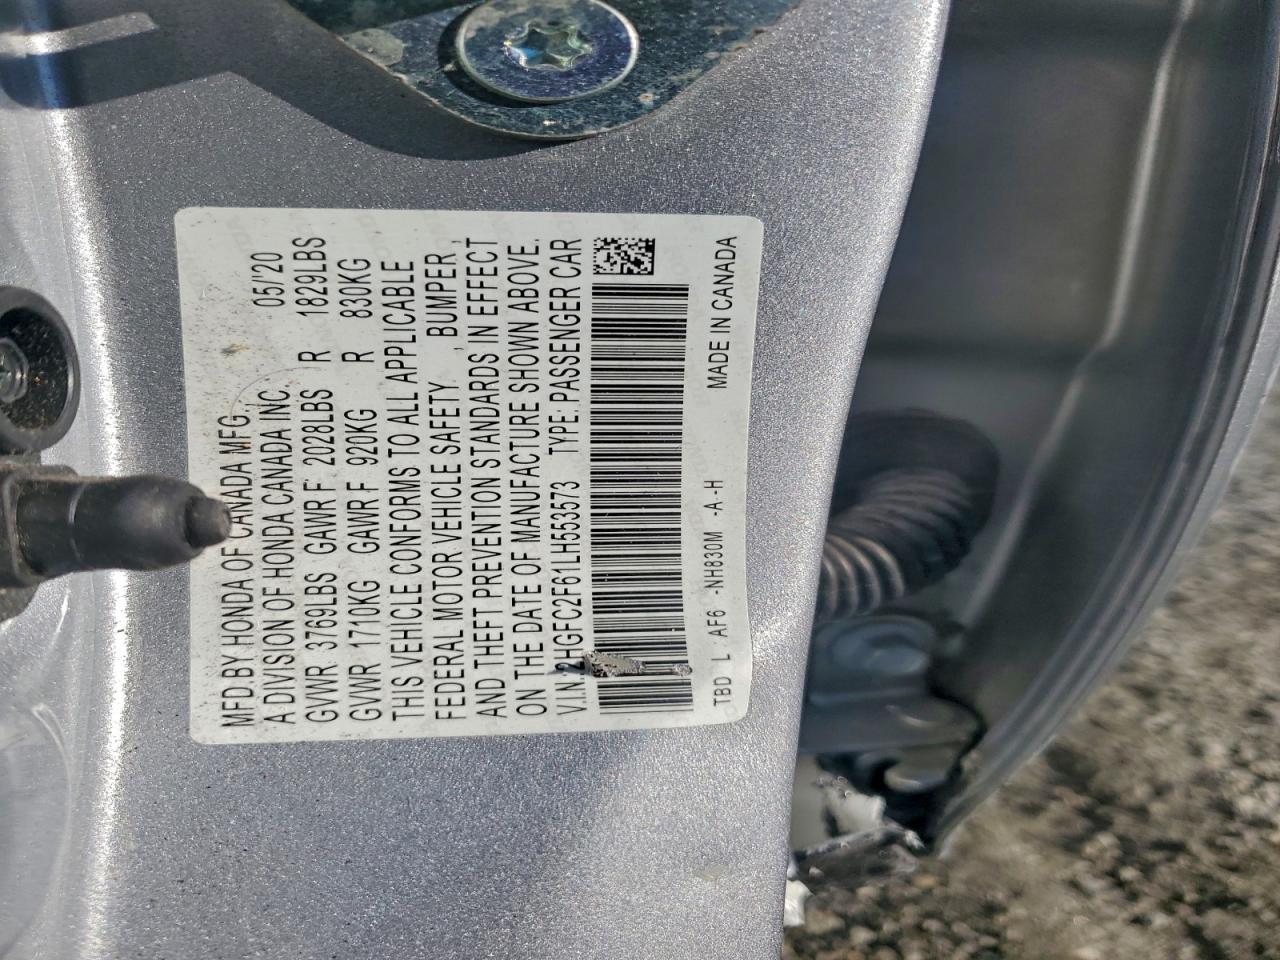 MFD.BY HONDA OF CANADA MFG., 05/'20
A DIVISION OF HONDA CANADA INC.
GVWR 3769LBS GAWR F 2028LBS R 1829LBS
GVWR 1710KG GAWR F 920KG R 830KG
THIS VEHICLE CONFORMS TO ALL APPLICABLE
FEDERAL MOTOR VEHICLE SAFETY , BUMPER,
AND THEFT PREVENTION STANDARDS IN EFFECT
ON THE DATE OF MANUFACTURE SHOWN ABOVE.
V.I.N. 2HGFC2F61LH553573 TYPE: PASSENGER CAR
TBD L AF6 -NH830M -A-H MADE IN CANADA